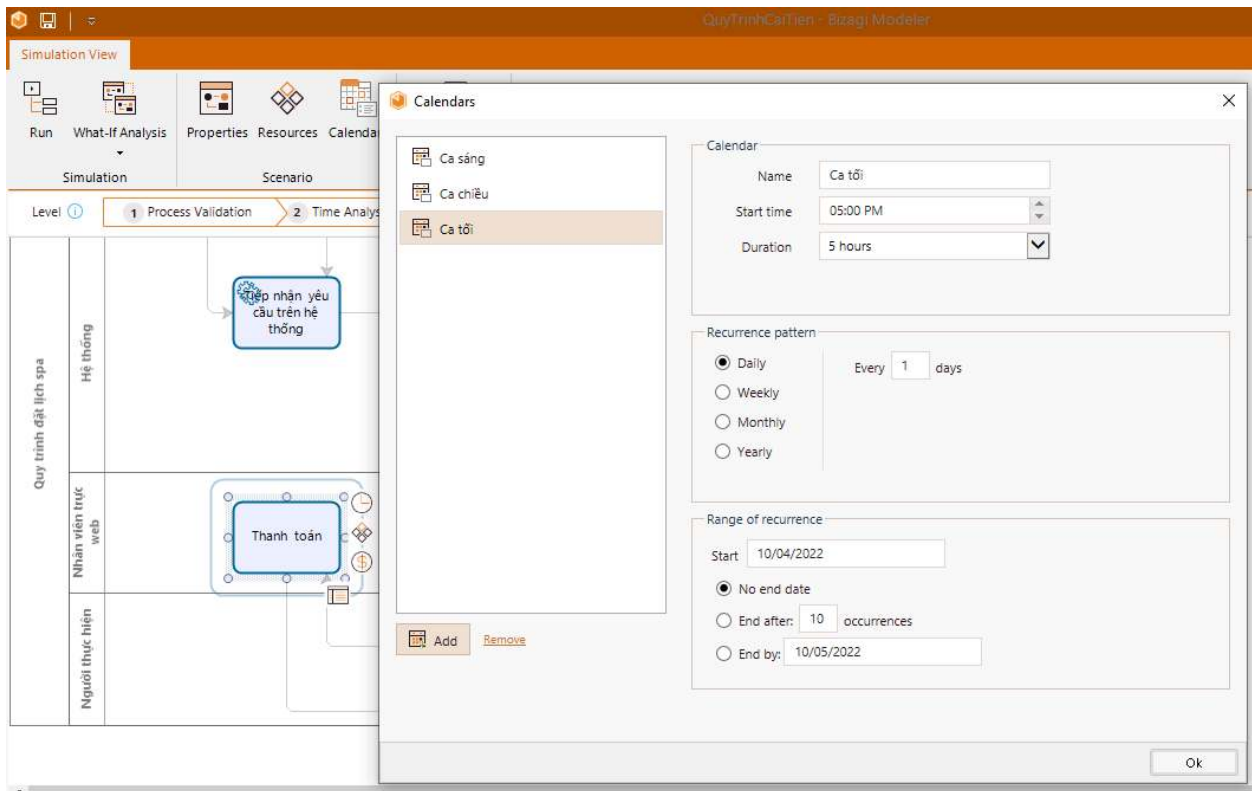 QuyTrinhCaiTien - Bizagi Modeler
Simulation View
Run
What-If Analysis
Properties
Resources
Simulation
Scenario
Level
1 Process Validation
2 Time Analys
Quy trình đặt lịch spa
Hệ thống
Tiếp nhận yêu
cầu trên hệ
thống
Nhân viên trực
web
Thanh toán
Người thực hiện
Calendars
Ca sáng
Ca chiều
Ca tối
Add
Remove
Calendar
Name Ca tối
Start time 05:00 PM
Duration 5 hours
Recurrence pattern
Daily
Every 1 days
Weekly
Monthly
Yearly
Range of recurrence
Start 10/04/2022
No end date
End after: 10 occurrences
End by: 10/05/2022
Ok